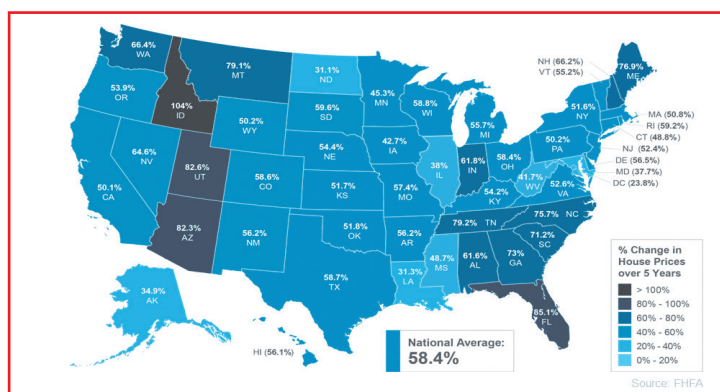 66.4%
WA
79.1%
MT
31.1%
ND
45.3%
MN
NH (66.2%)
VT (55.2%)
76.9%
ME
53.9%
OR
104%
ID
50.2%
WY
59.6%
SD
58.8%
WI
55.7%
MI
51.6%
NY
MA (50.8%)
RI (59.2%)
CT (48.8%)
NJ (52.4%)
DE (56.5%)
MD (37.7%)
DC (23.8%)
64.6%
NV
82.6%
UT
58.6%
CO
54.4%
NE
42.7%
IA
38%
IL
61.8%
IN
58.4%
OH
50.2%
PA
50.1%
CA
51.7%
KS
57.4%
MO
54.2%
KY
41.7%
WV
52.6%
VA
82.3%
AZ
56.2%
NM
51.8%
OK
56.2%
AR
79.2% TN
75.7% NC
71.2%
SC
58.7%
TX
31.3%
LA
48.7%
MS
61.6%
AL
73%
GA
85.1%
FL
34.9%
AK
HI (56.1%)
National Average:
58.4%
% Change in
House Prices
over 5 Years
> 100%
80% - 100%
60% - 80%
40% - 60%
20% - 40%
0% - 20%
Source: FHFA